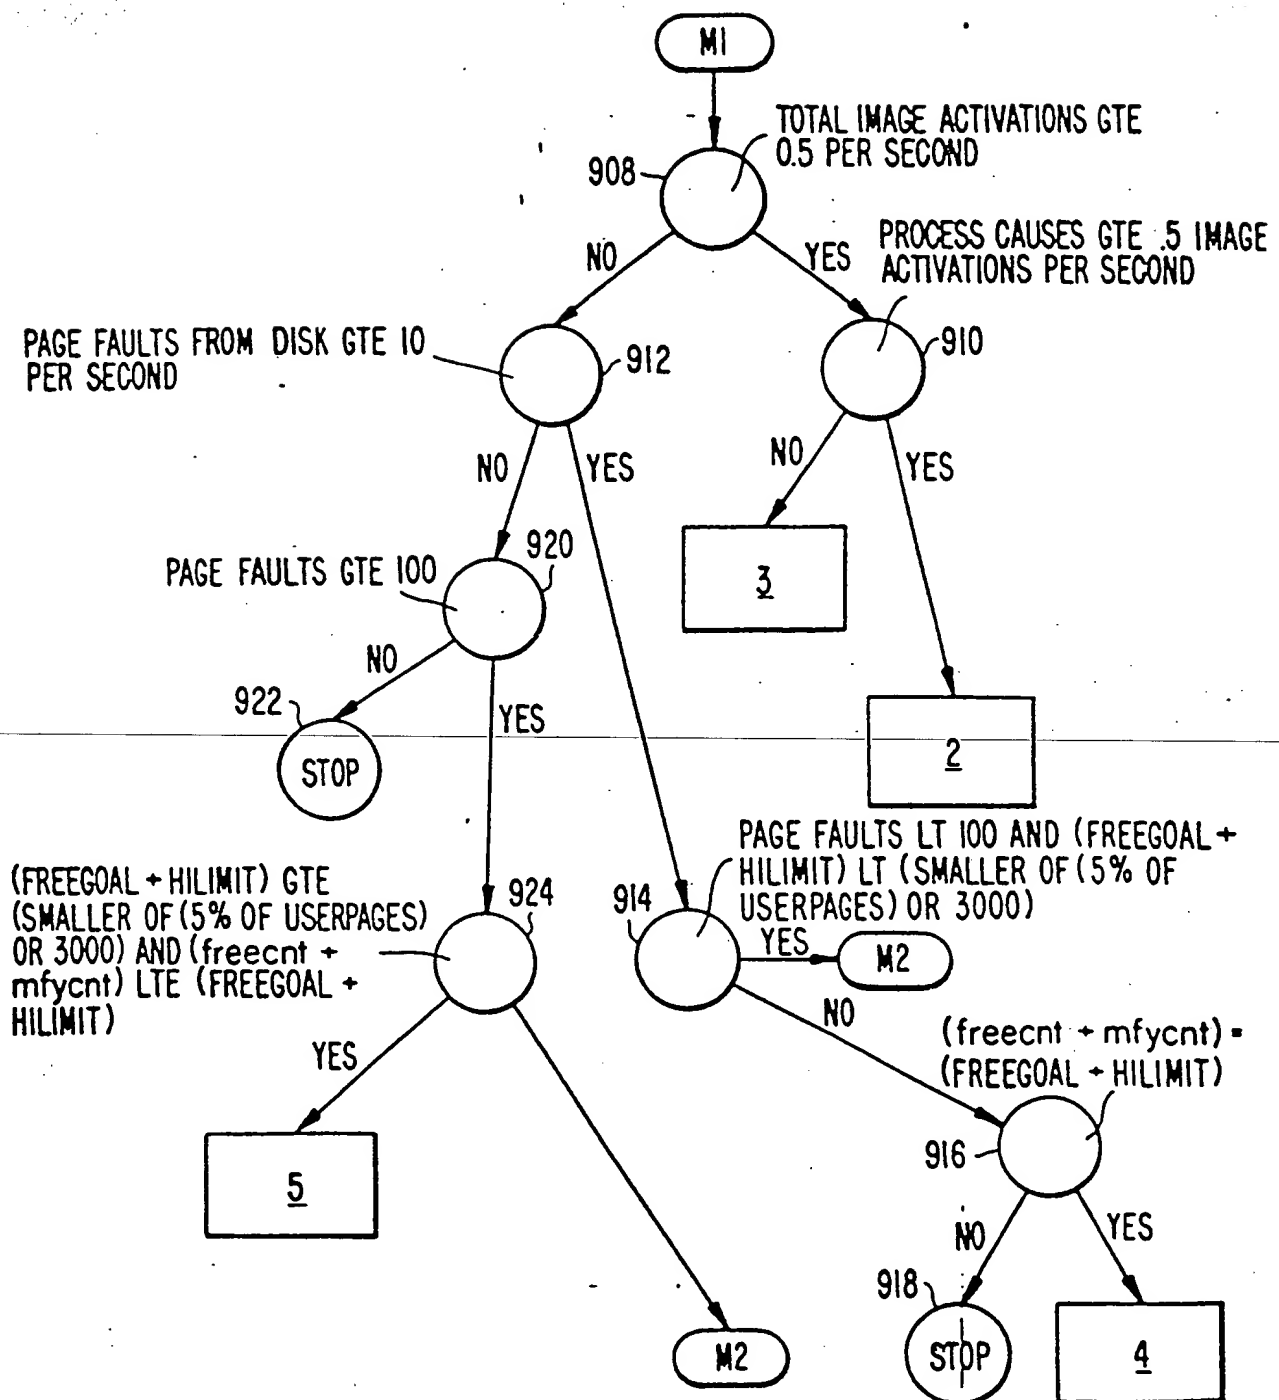 M1
TOTAL IMAGE ACTIVATIONS GTE
0.5 PER SECOND
908
PROCESS CAUSES GTE .5 IMAGE
ACTIVATIONS PER SECOND
NO
YES
PAGE FAULTS FROM DISK GTE 10
PER SECOND
912
910
NO
YES
NO
YES
920
PAGE FAULTS GTE 100
3
NO
922
YES
STOP
2
PAGE FAULTS LT 100 AND (FREEGOAL +
HILIMIT) LT (SMALLER OF (5% OF
USERPAGES) OR 3000)
(FREEGOAL + HILIMIT) GTE
(SMALLER OF (5% OF USERPAGES)
OR 3000) AND (freecnt +
mfycnt) LTE (FREEGOAL +
HILIMIT)
924
914
YES
M2
NO
(freecnt + mfycnt) =
(FREEGOAL + HILIMIT)
YES
916
5
NO
YES
918
M2
STOP
4